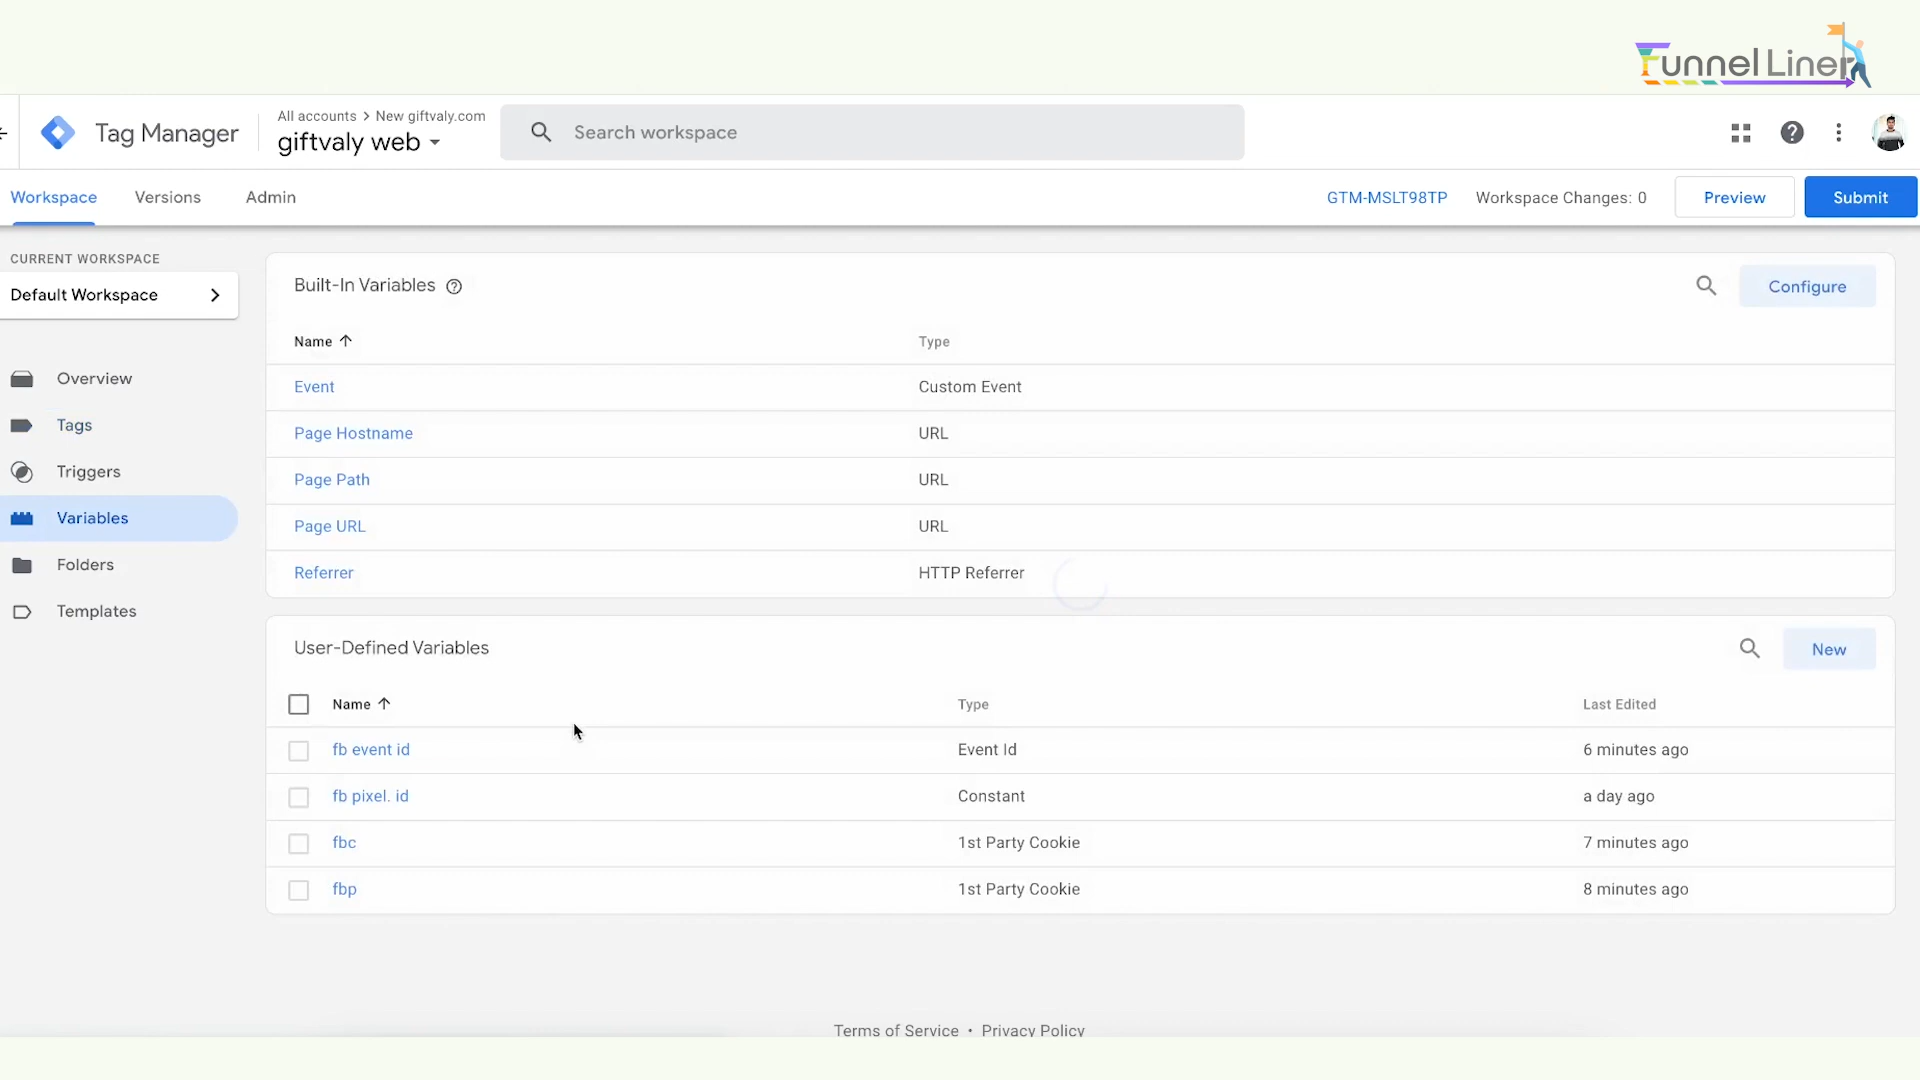 Funnel Liner
Tag Manager
All accounts > New giftvaly.com
giftvaly web
Search workspace
Workspace
Versions
Admin
GTM-MSLT98TP
Workspace Changes: 0
Preview
Submit
CURRENT WORKSPACE
Default Workspace
Overview
Tags
Triggers
Variables
Folders
Templates
Built-In Variables
Configure
Name Type
Event Custom Event
Page Hostname URL
Page Path URL
Page URL URL
Referrer HTTP Referrer
User-Defined Variables
New
Name Type Last Edited
fb event id Event Id 6 minutes ago
fb pixel. id Constant a day ago
fbc 1st Party Cookie 7 minutes ago
fbp 1st Party Cookie 8 minutes ago
Terms of Service • Privacy Policy